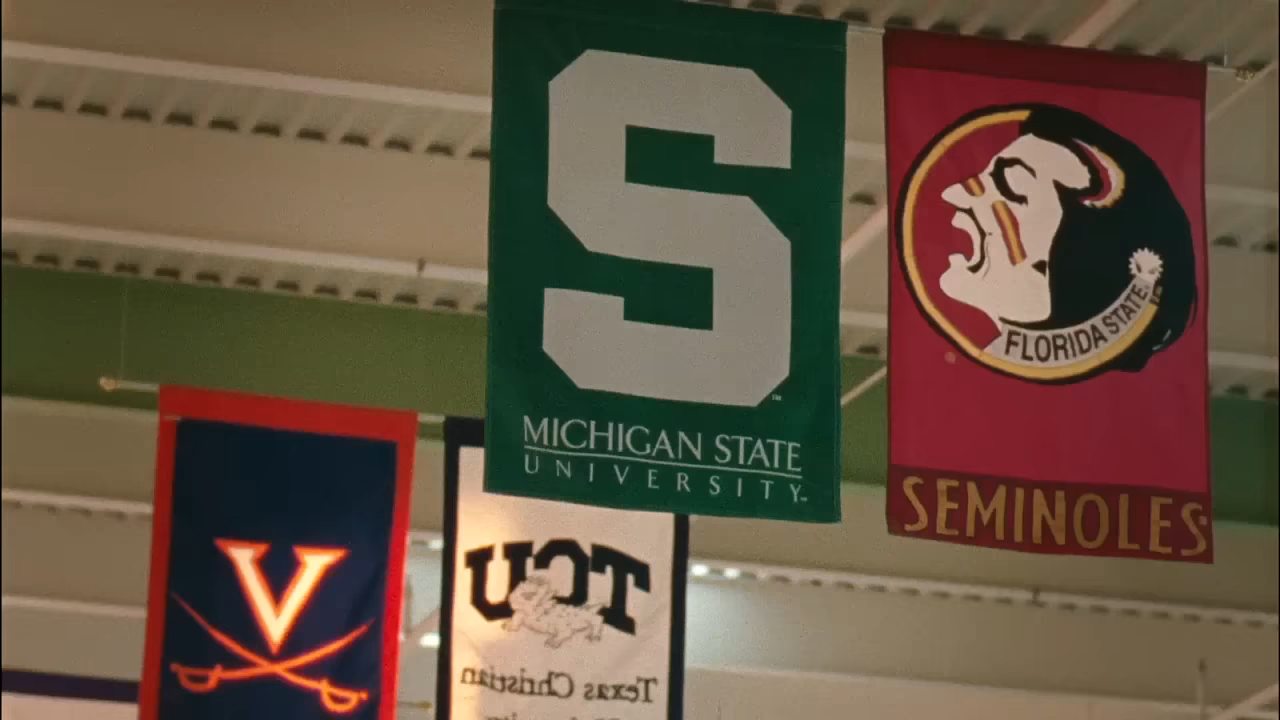 S
MICHIGAN STATE
UNIVERSITY
FLORIDA STATE
SEMINOLES
V
TCU
Texas Christian